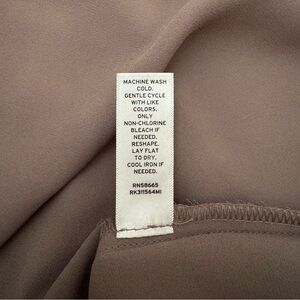 MACHINE WASH
COLD.
GENTLE CYCLE
WITH LIKE
COLORS.
ONLY
NON-CHLORINE
BLEACH IF
NEEDED.
RESHAPE.
LAY FLAT
TO DRY.
COOL IRON IF
NEEDED.
RN58665
RK311564MI